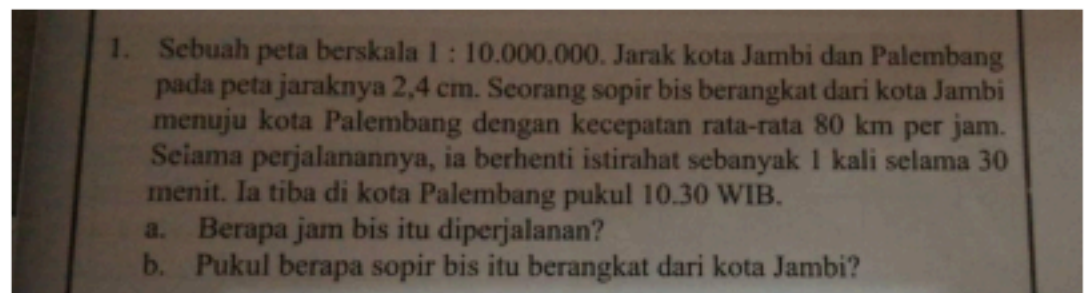 1. Sebuah peta berskala 1 : 10.000.000. Jarak kota Jambi dan Palembang
pada peta jaraknya 2,4 cm. Seorang sopir bis berangkat dari kota Jambi
menuju kota Palembang dengan kecepatan rata-rata 80 km per jam.
Selama perjalanannya, ia berhenti istirahat sebanyak 1 kali selama 30
menit. Ia tiba di kota Palembang pukul 10.30 WIB.
a. Berapa jam bis itu diperjalanan?
b. Pukul berapa sopir bis itu berangkat dari kota Jambi?